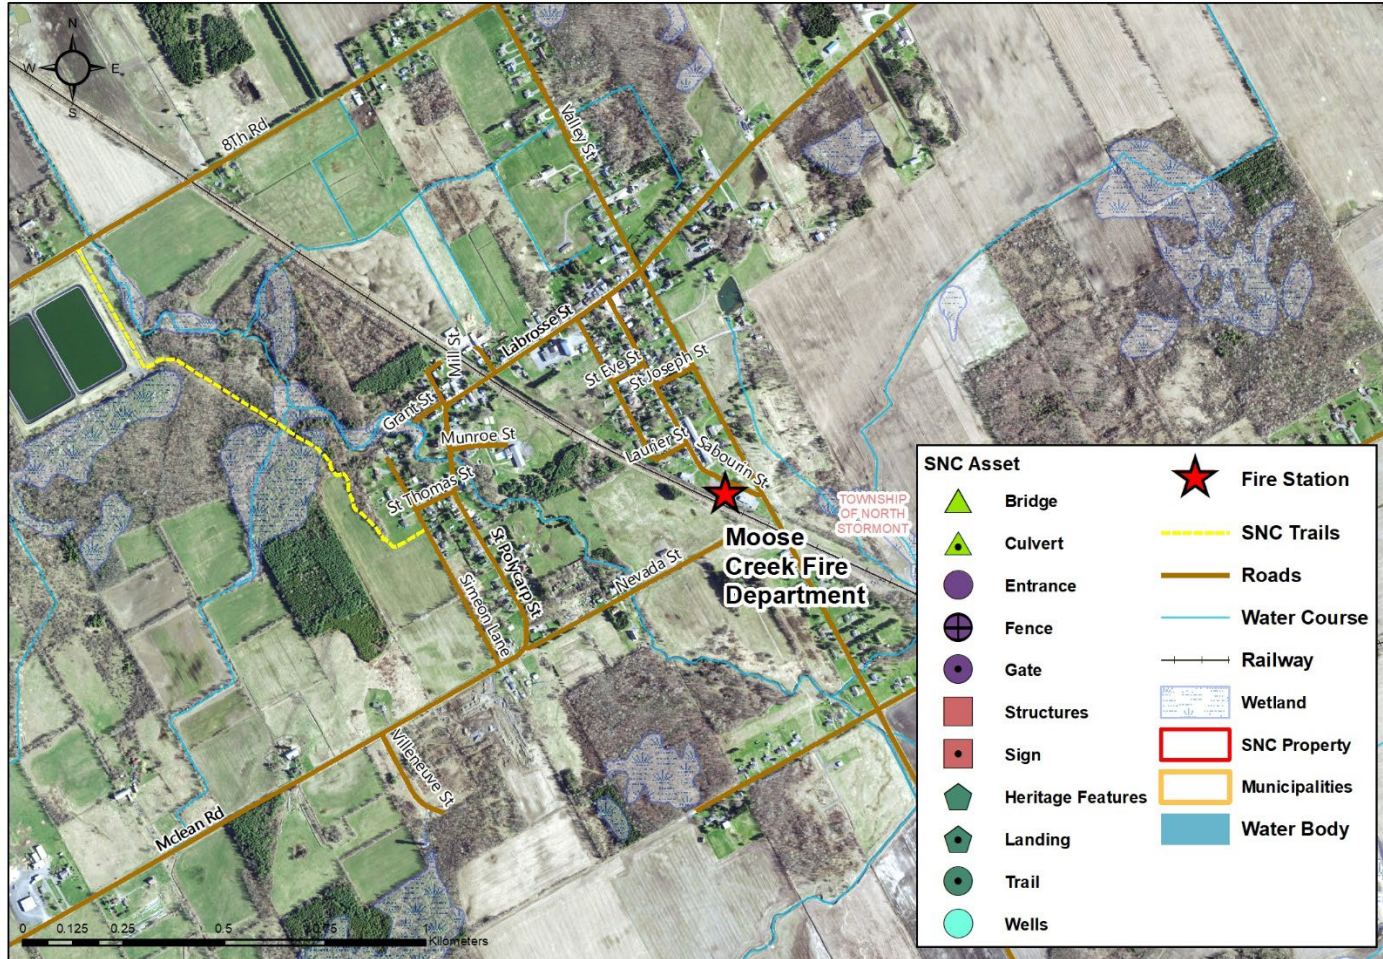 N
W
E
S
8Th Rd
Valley St
Mill St
Labrosse St
St Eve St
St Joseph St
Grant St
Munroe St
Laurier St
Sabourin St
St Thomas St
St Polycarp St
Simeon Lane
Nevada St
Moose
Creek Fire
Department
TOWNSHIP
OF NORTH
STORMONT
Villeneuve St
Mclean Rd
0 0.125 0.25 0.5 0.75 1
Kilometers
SNC Asset
Bridge
Culvert
Entrance
Fence
Gate
Structures
Sign
Heritage Features
Landing
Trail
Wells
Fire Station
SNC Trails
Roads
Water Course
Railway
Wetland
SNC Property
Municipalities
Water Body